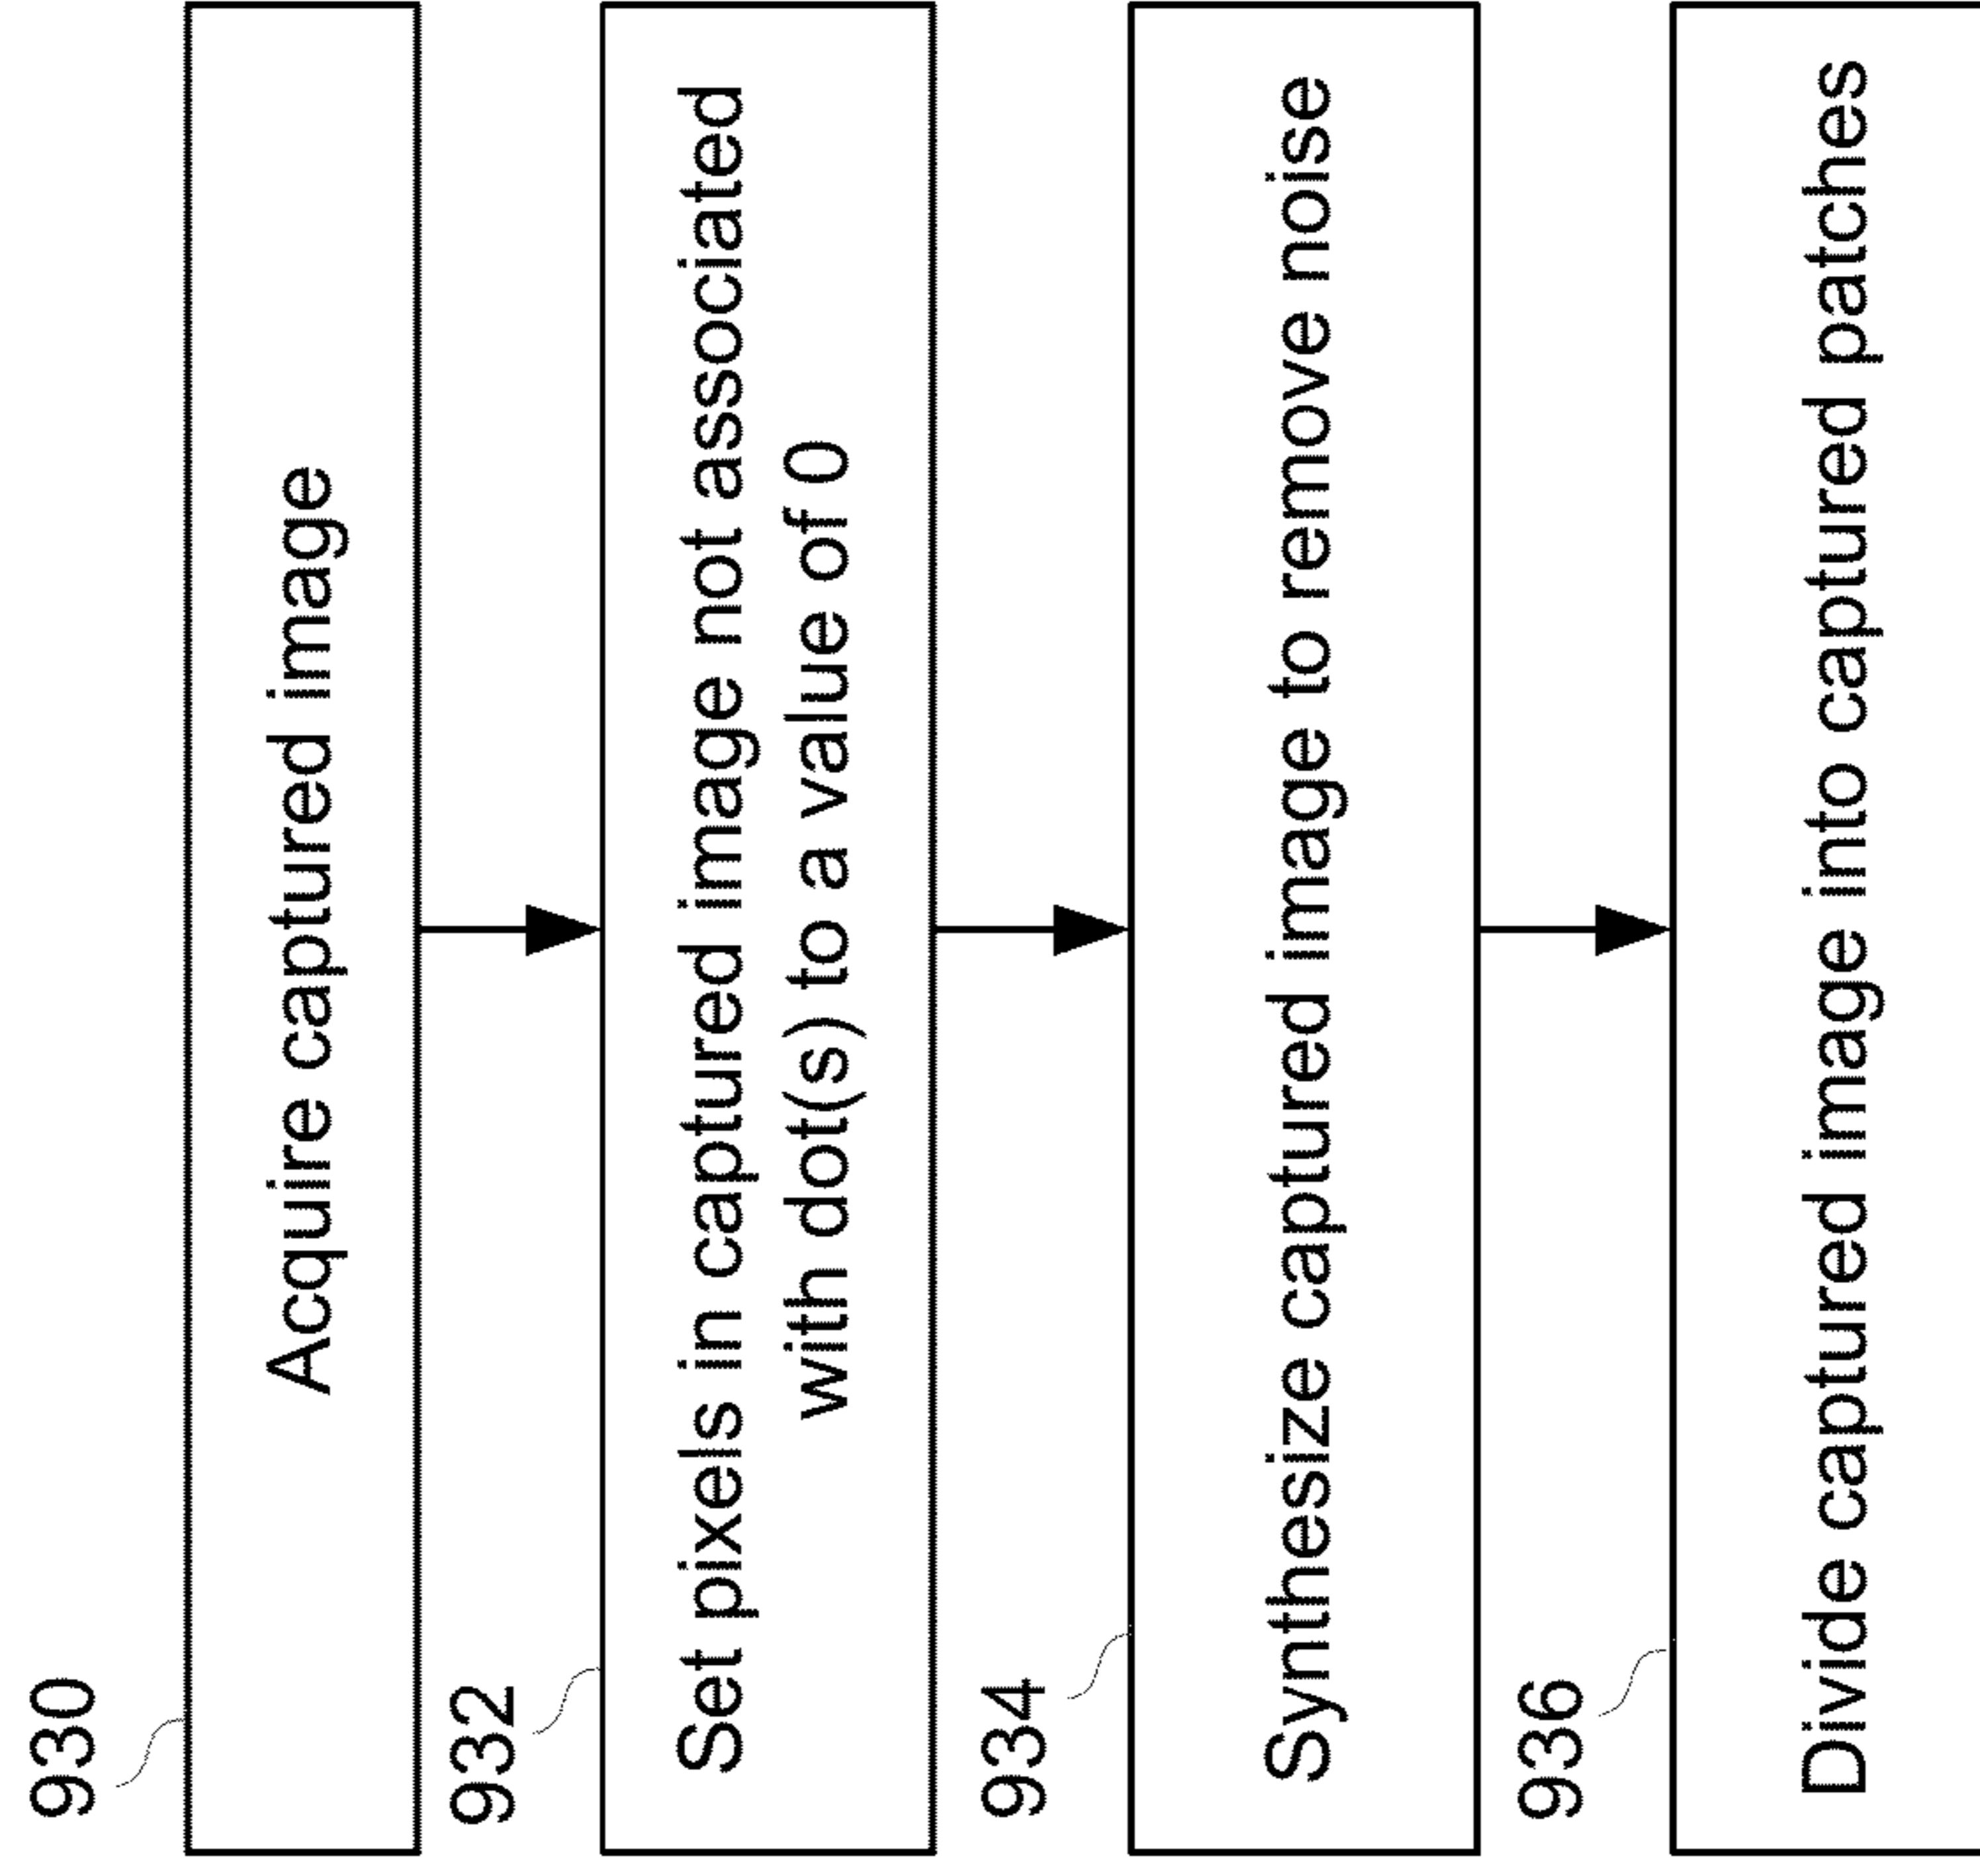 930
Acquire captured image
932
Set pixels in captured image not associated
with dot(s) to a value of 0
934
Synthesize captured image to remove noise
936
Divide captured image into captured patches